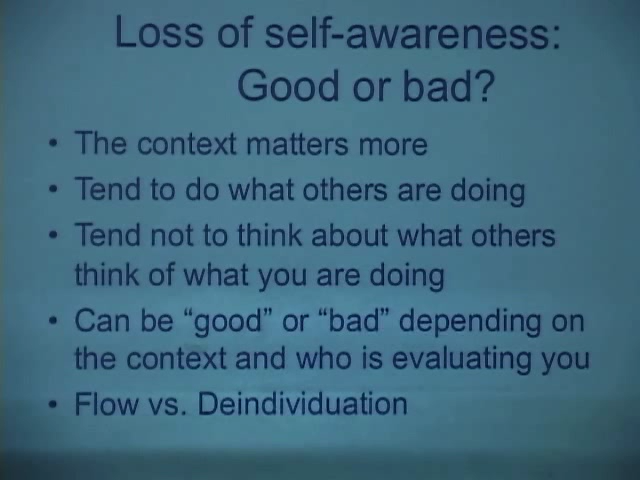 Loss of self-awareness:
Good or bad?
• The context matters more
• Tend to do what others are doing
• Tend not to think about what others
think of what you are doing
• Can be “good” or “bad” depending on
the context and who is evaluating you
• Flow vs. Deindividuation